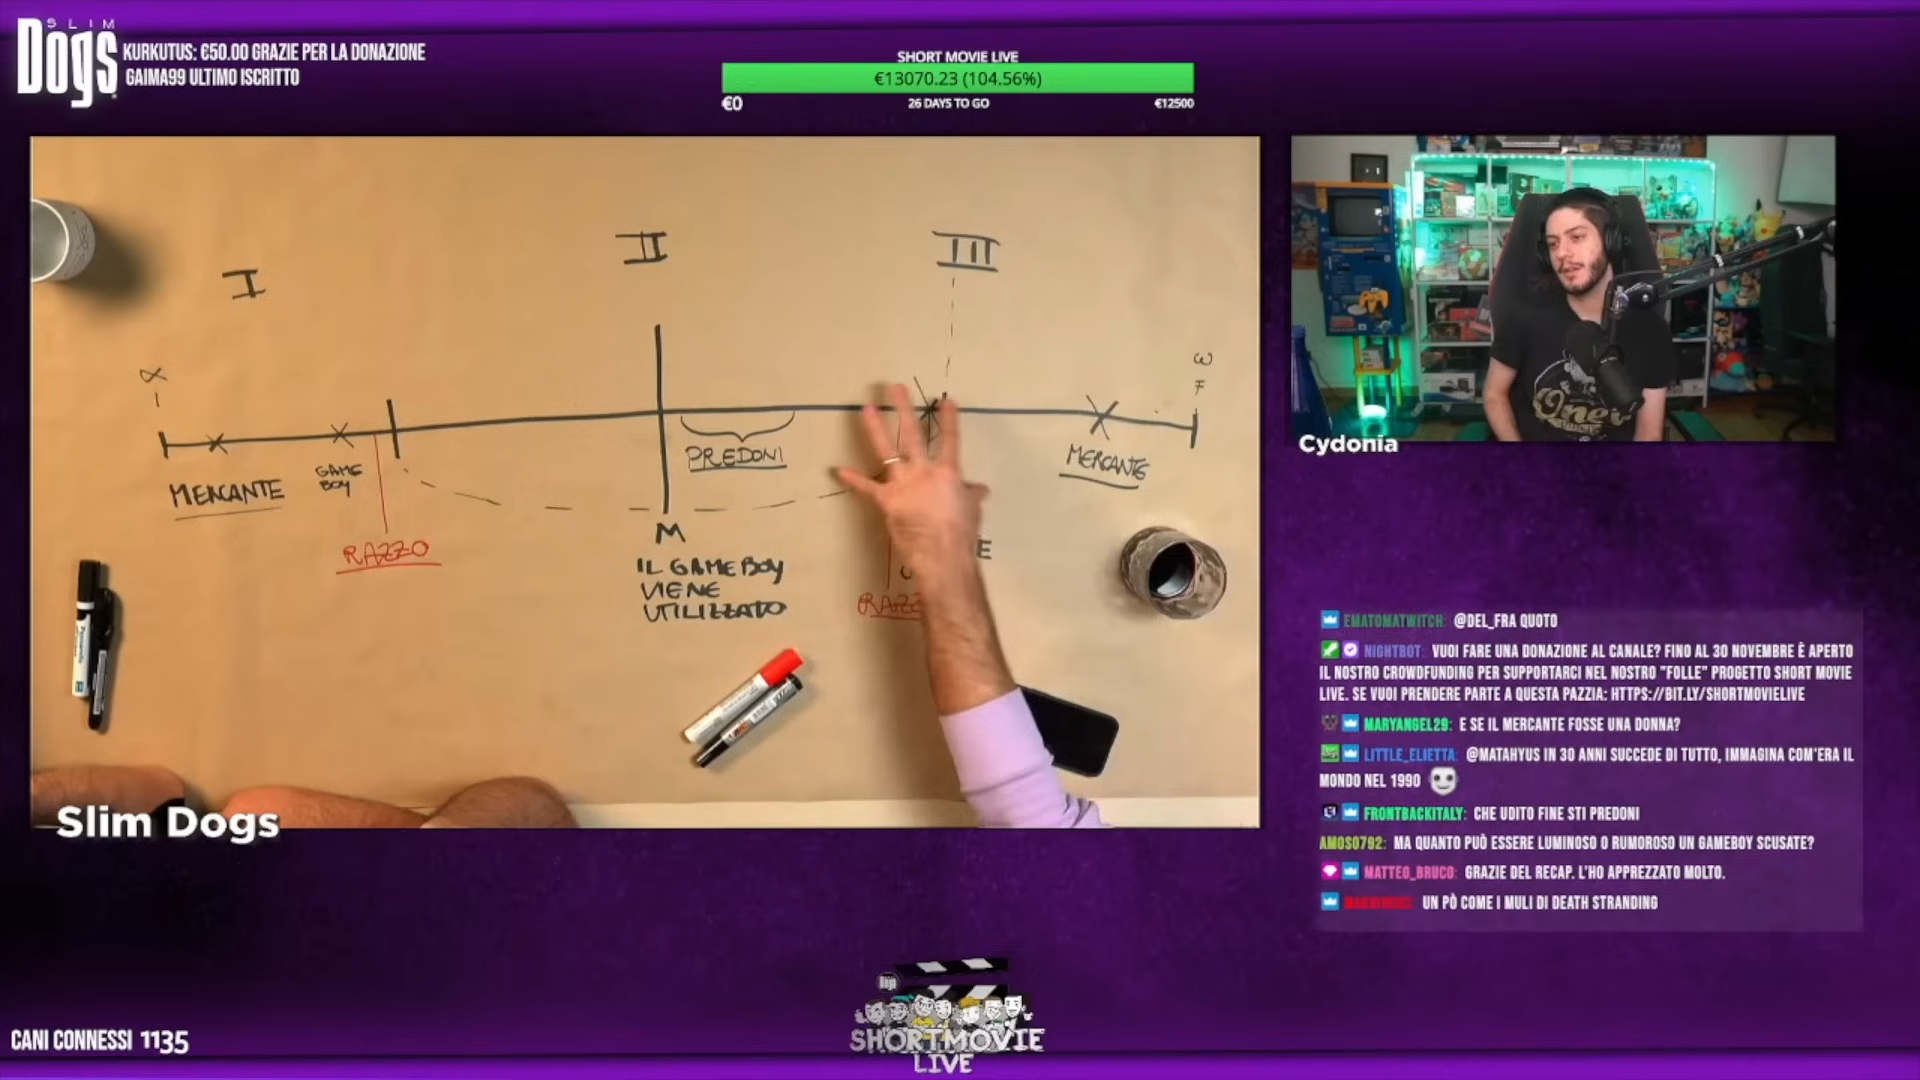 SLIM
Dogs
KURKUTUS: €50.00 GRAZIE PER LA DONAZIONE
GAIMA99 ULTIMO ISCRITTO
SHORT MOVIE LIVE
€13070.23 (104.56%)
€0
26 DAYS TO GO
€12500
I
II
III
α
ω
F
MERCANTE
GAME
BOY
RAZZO
PREDONI
M
IL GAMEBOY
VIENE
UTILIZZATO
E
RAZZ
MERCANTE
Slim Dogs
Cydonia
EMATOMATWITCH: @DEL_FRA QUOTO
NIGHTBOT: VUOI FARE UNA DONAZIONE AL CANALE? FINO AL 30 NOVEMBRE È APERTO
IL NOSTRO CROWDFUNDING PER SUPPORTARCI NEL NOSTRO "FOLLE" PROGETTO SHORT MOVIE
LIVE. SE VUOI PRENDERE PARTE A QUESTA PAZZIA: HTTPS://BIT.LY/SHORTMOVIELIVE
MARYANGEL29: E SE IL MERCANTE FOSSE UNA DONNA?
LITTLE_ELIETTA: @MATAHYUS IN 30 ANNI SUCCEDE DI TUTTO, IMMAGINA COM'ERA IL
MONDO NEL 1990
FRONTBACKITALY: CHE UDITO FINE STI PREDONI
AMOS0792: MA QUANTO PUÒ ESSERE LUMINOSO O RUMOROSO UN GAMEBOY SCUSATE?
MATTEO_BRUCO: GRAZIE DEL RECAP. L'HO APPREZZATO MOLTO.
UN PÒ COME I MULI DI DEATH STRANDING
SHORTMOVIE
LIVE
CANI CONNESSI 1135